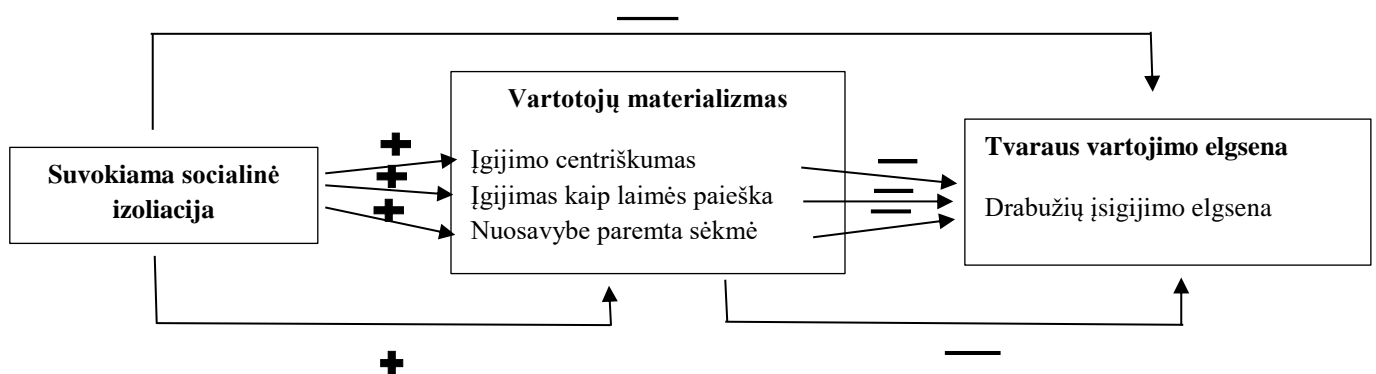 Suvokiama socialinė
izoliacija
Vartotojų materializmas
Įgijimo centriškumas
Įgijimas kaip laimės paieška
Nuosavybe paremta sėkmė
Tvaraus vartojimo elgsena
Drabužių įsigijimo elgsena